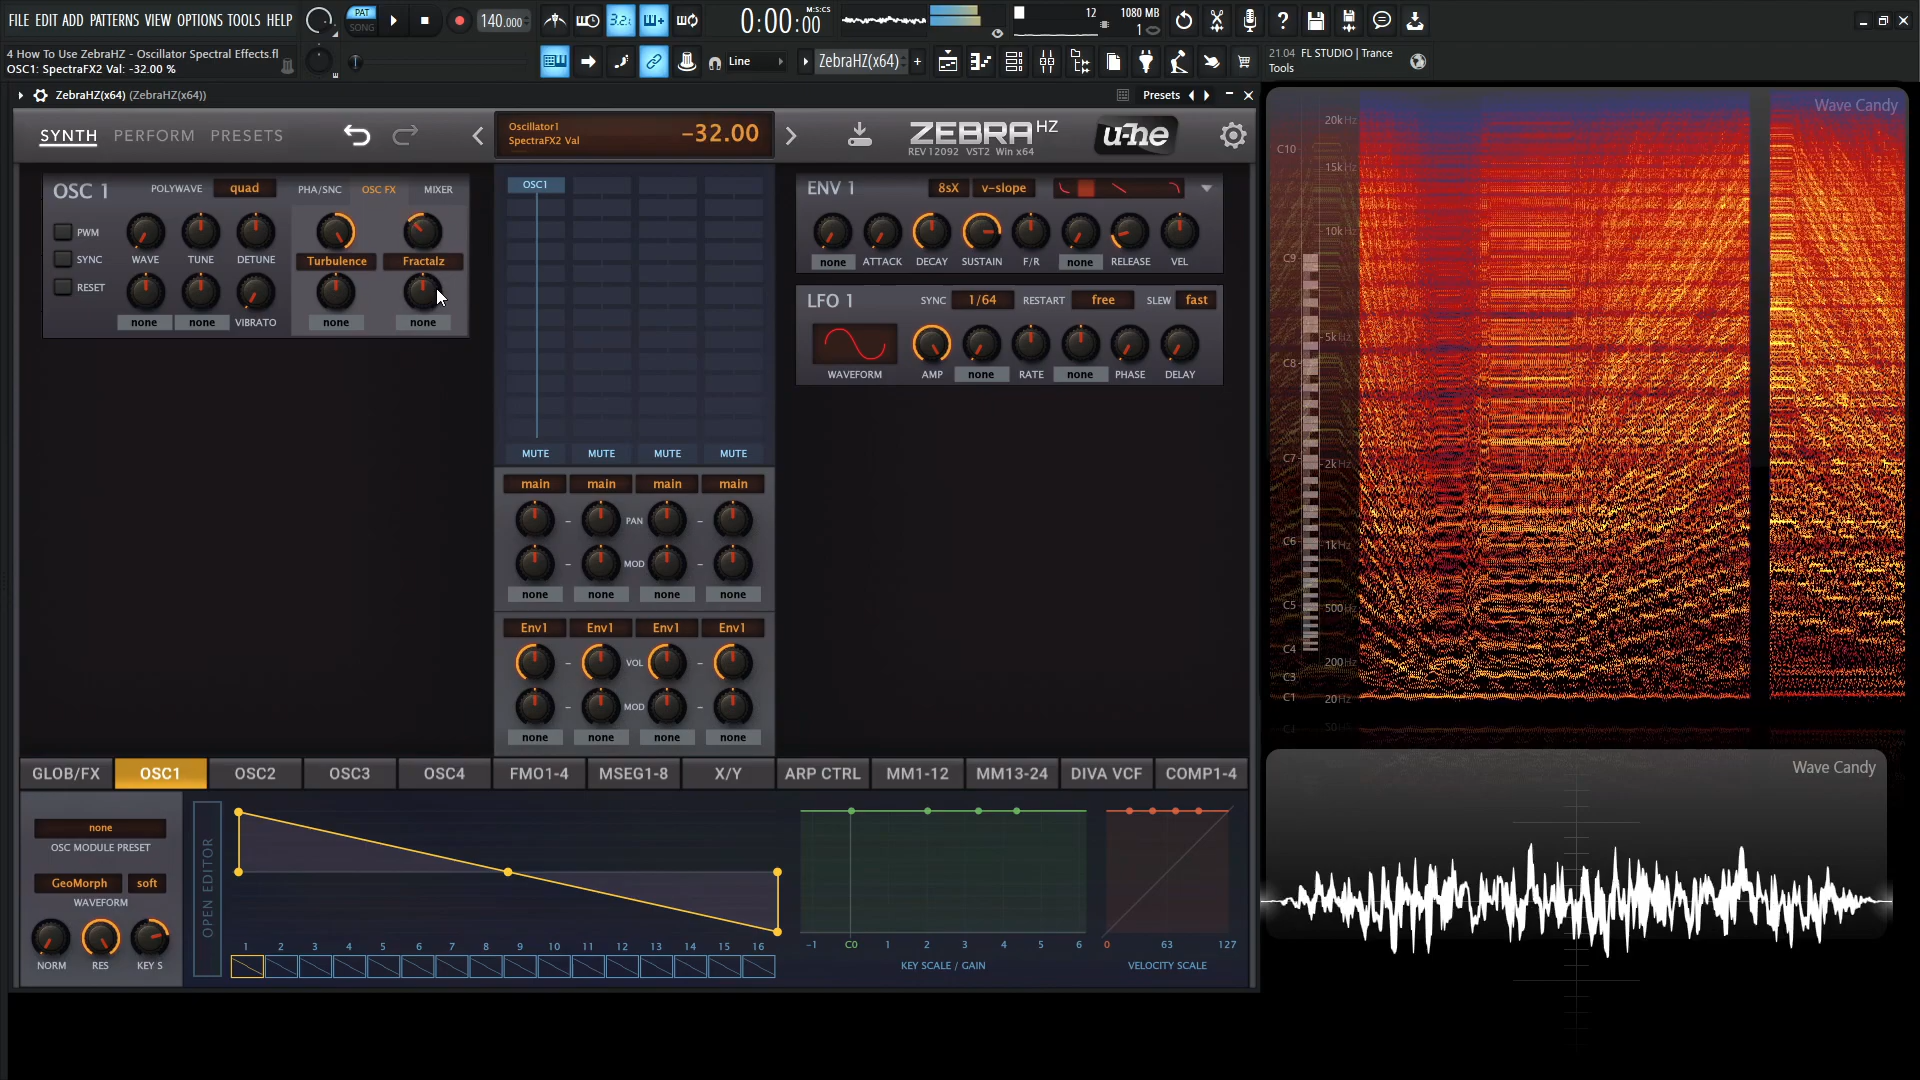 FILE EDIT ADD PATTERNS VIEW OPTIONS TOOLS HELP
PAT
SONG
140.000
3.2.
0:00:00
M:S:CS
12
1080 MB
1
4 How To Use ZebraHZ - Oscillator Spectral Effects.fl
OSC1: SpectraFX2 Val: -32.00 %
Line
ZebraHZ(x64)
21.04 FL STUDIO | Trance
Tools
ZebraHZ(x64) (ZebraHZ(x64))
Presets
SYNTH PERFORM PRESETS
Oscillator1
SpectraFX2 Val
-32.00
ZEBRA HZ
REV 12092 VST2 Win x64
u-he
OSC 1
POLYWAVE quad
PHA/SNC OSC FX MIXER
PWM
SYNC
RESET
WAVE TUNE DETUNE
Turbulence Fractalz
none none VIBRATO none none
OSC1
MUTE MUTE MUTE MUTE
main main main main
PAN
MOD
none none none none
Env1 Env1 Env1 Env1
VOL
MOD
none none none none
ENV 1
8sX v-slope
none ATTACK DECAY SUSTAIN F/R none RELEASE VEL
LFO 1
SYNC 1/64 RESTART free SLEW fast
WAVEFORM AMP none RATE none PHASE DELAY
GLOB/FX OSC1 OSC2 OSC3 OSC4 FMO1-4 MSEG1-8 X/Y ARP CTRL MM1-12 MM13-24 DIVA VCF COMP1-4
none
OSC MODULE PRESET
GeoMorph soft
WAVEFORM
NORM RES KEY S
OPEN EDITOR
1 2 3 4 5 6 7 8 9 10 11 12 13 14 15 16
-1 C0 1 2 3 4 5 6
KEY SCALE / GAIN
0 63 127
VELOCITY SCALE
Wave Candy
20kHz
C10
15kHz
10kHz
C9
5kHz
C8
C7
2kHz
C6
1kHz
C5
500Hz
C4
200Hz
C3
C1
20Hz
Wave Candy